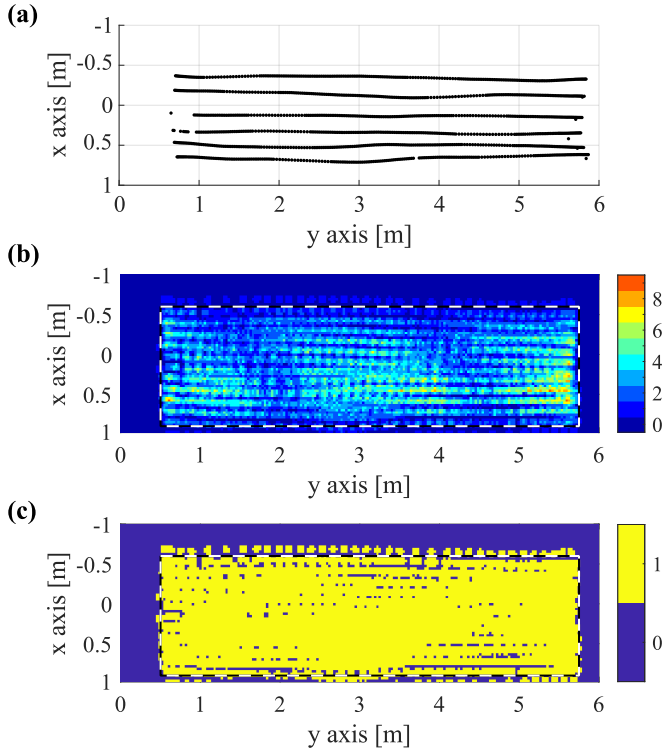 (a)
-1
-0.5
0
0.5
1
x axis [m]
0 1 2 3 4 5 6
y axis [m]
(b)
-1
-0.5
0
0.5
1
x axis [m]
0 1 2 3 4 5 6
y axis [m]
8
6
4
2
0
(c)
-1
-0.5
0
0.5
1
x axis [m]
0 1 2 3 4 5 6
y axis [m]
1
0